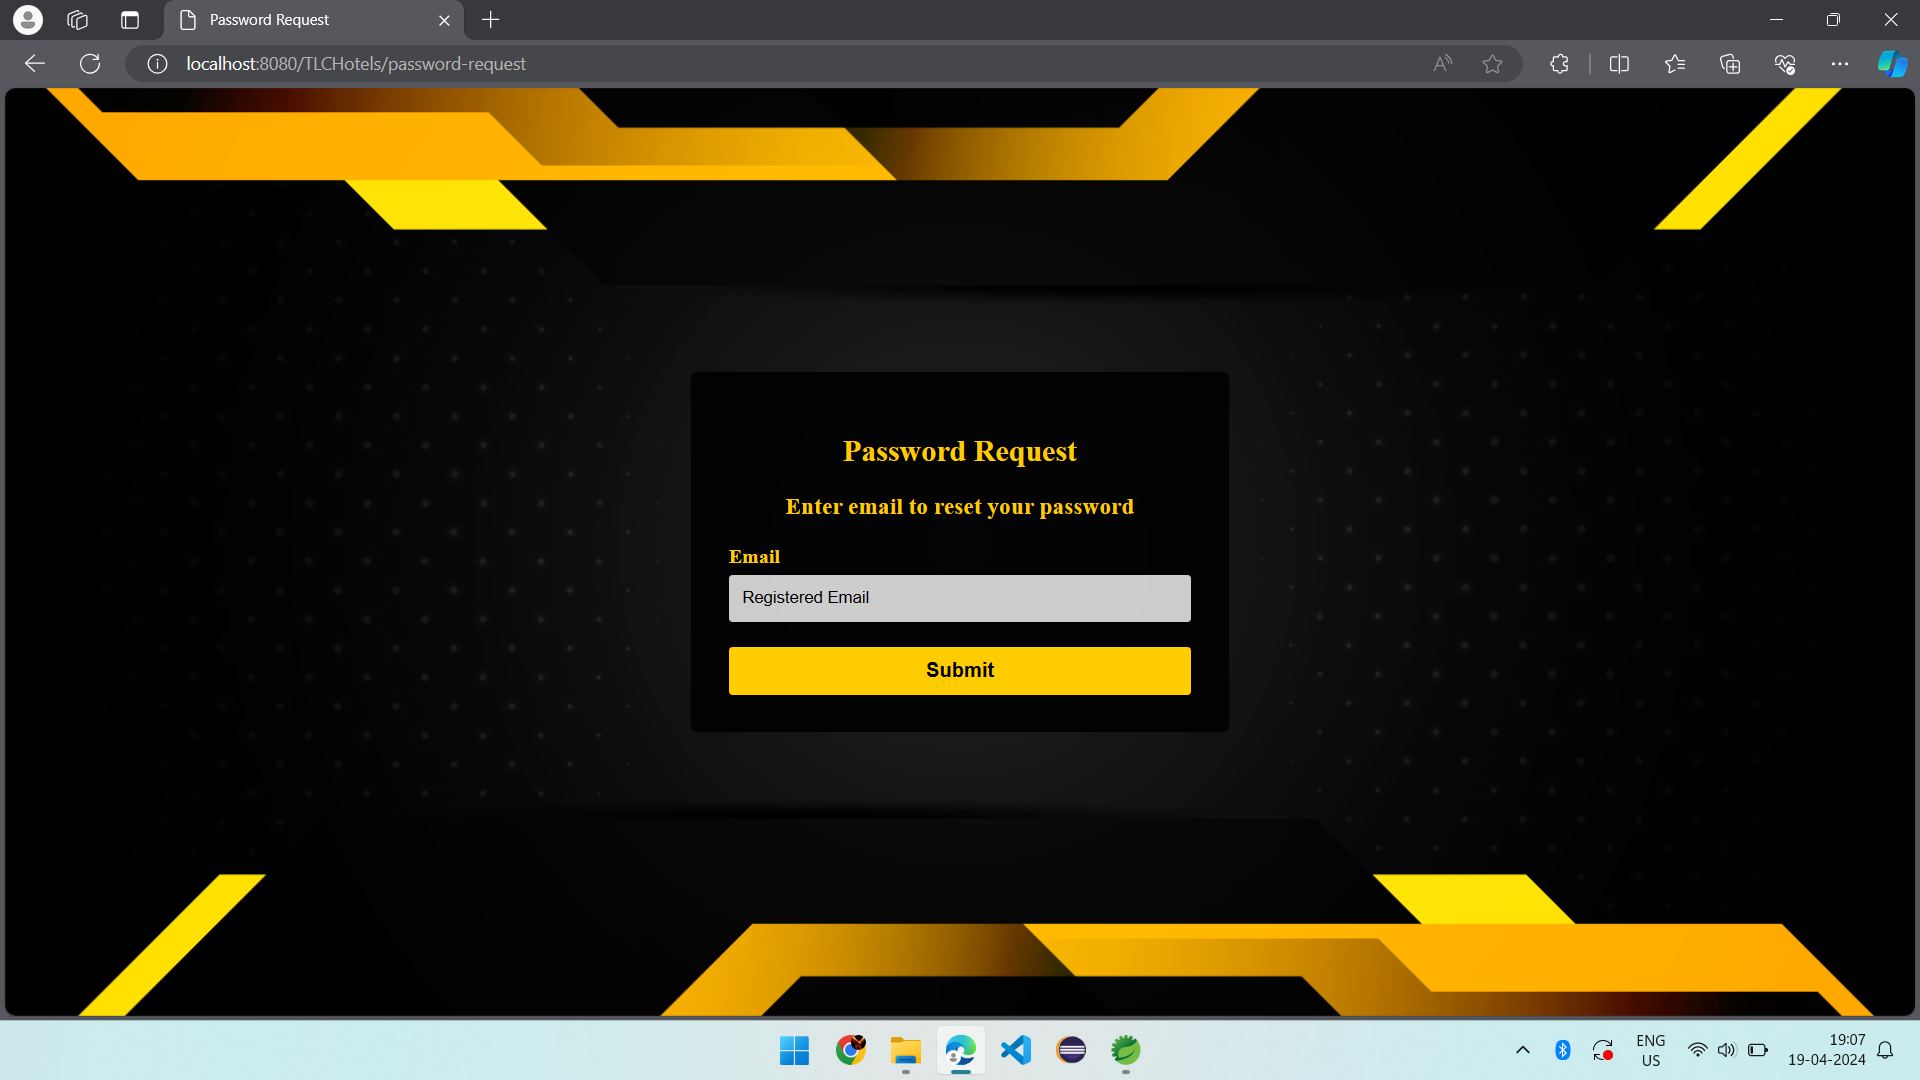 Password Request
localhost:8080/TLCHotels/password-request
Password Request
Enter email to reset your password
Email
Registered Email
Submit
ENG
US
19:07
19-04-2024